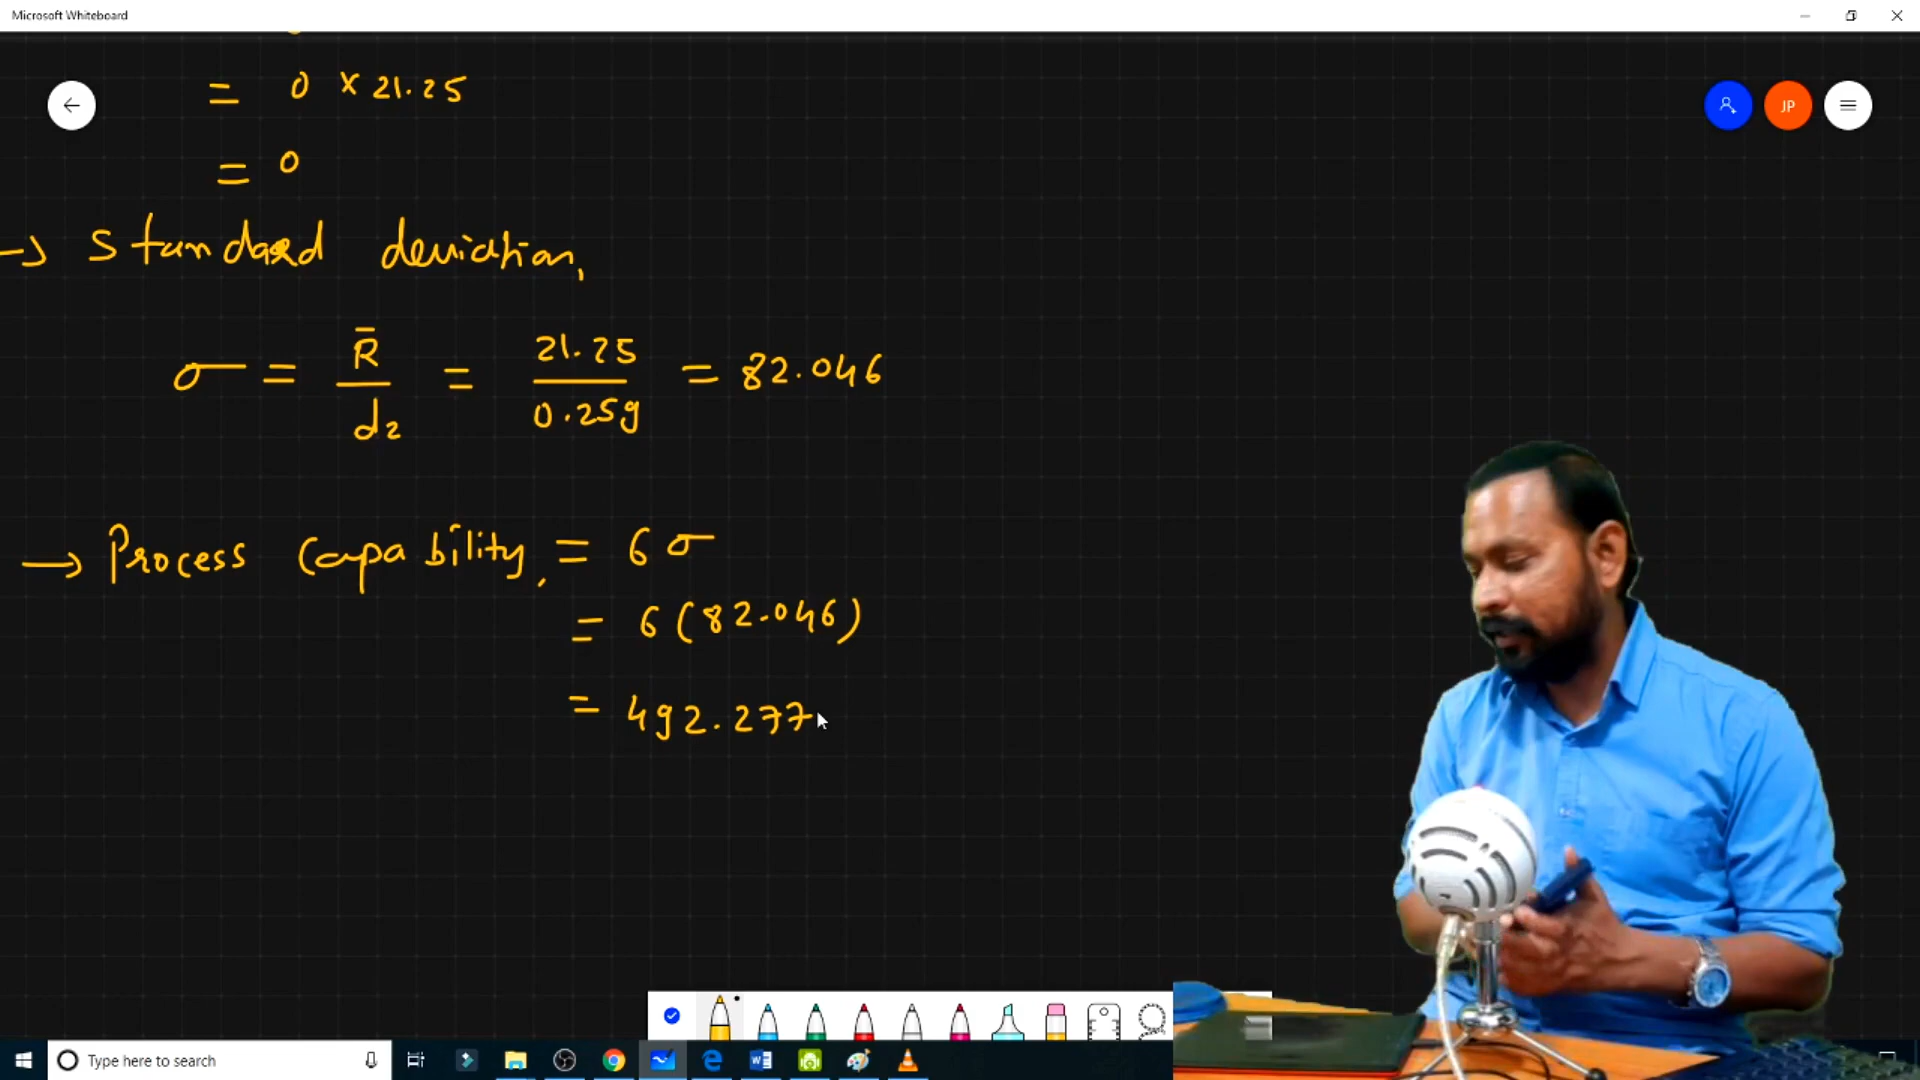 Microsoft Whiteboard
= 0 × 21.25
= 0
JP
→ Standard deviation,
σ = R̄ / d₂ = 21.25 / 0.259 = 82.046
→ Process Capability, = 6σ
= 6(82.046)
= 492.277
Type here to search